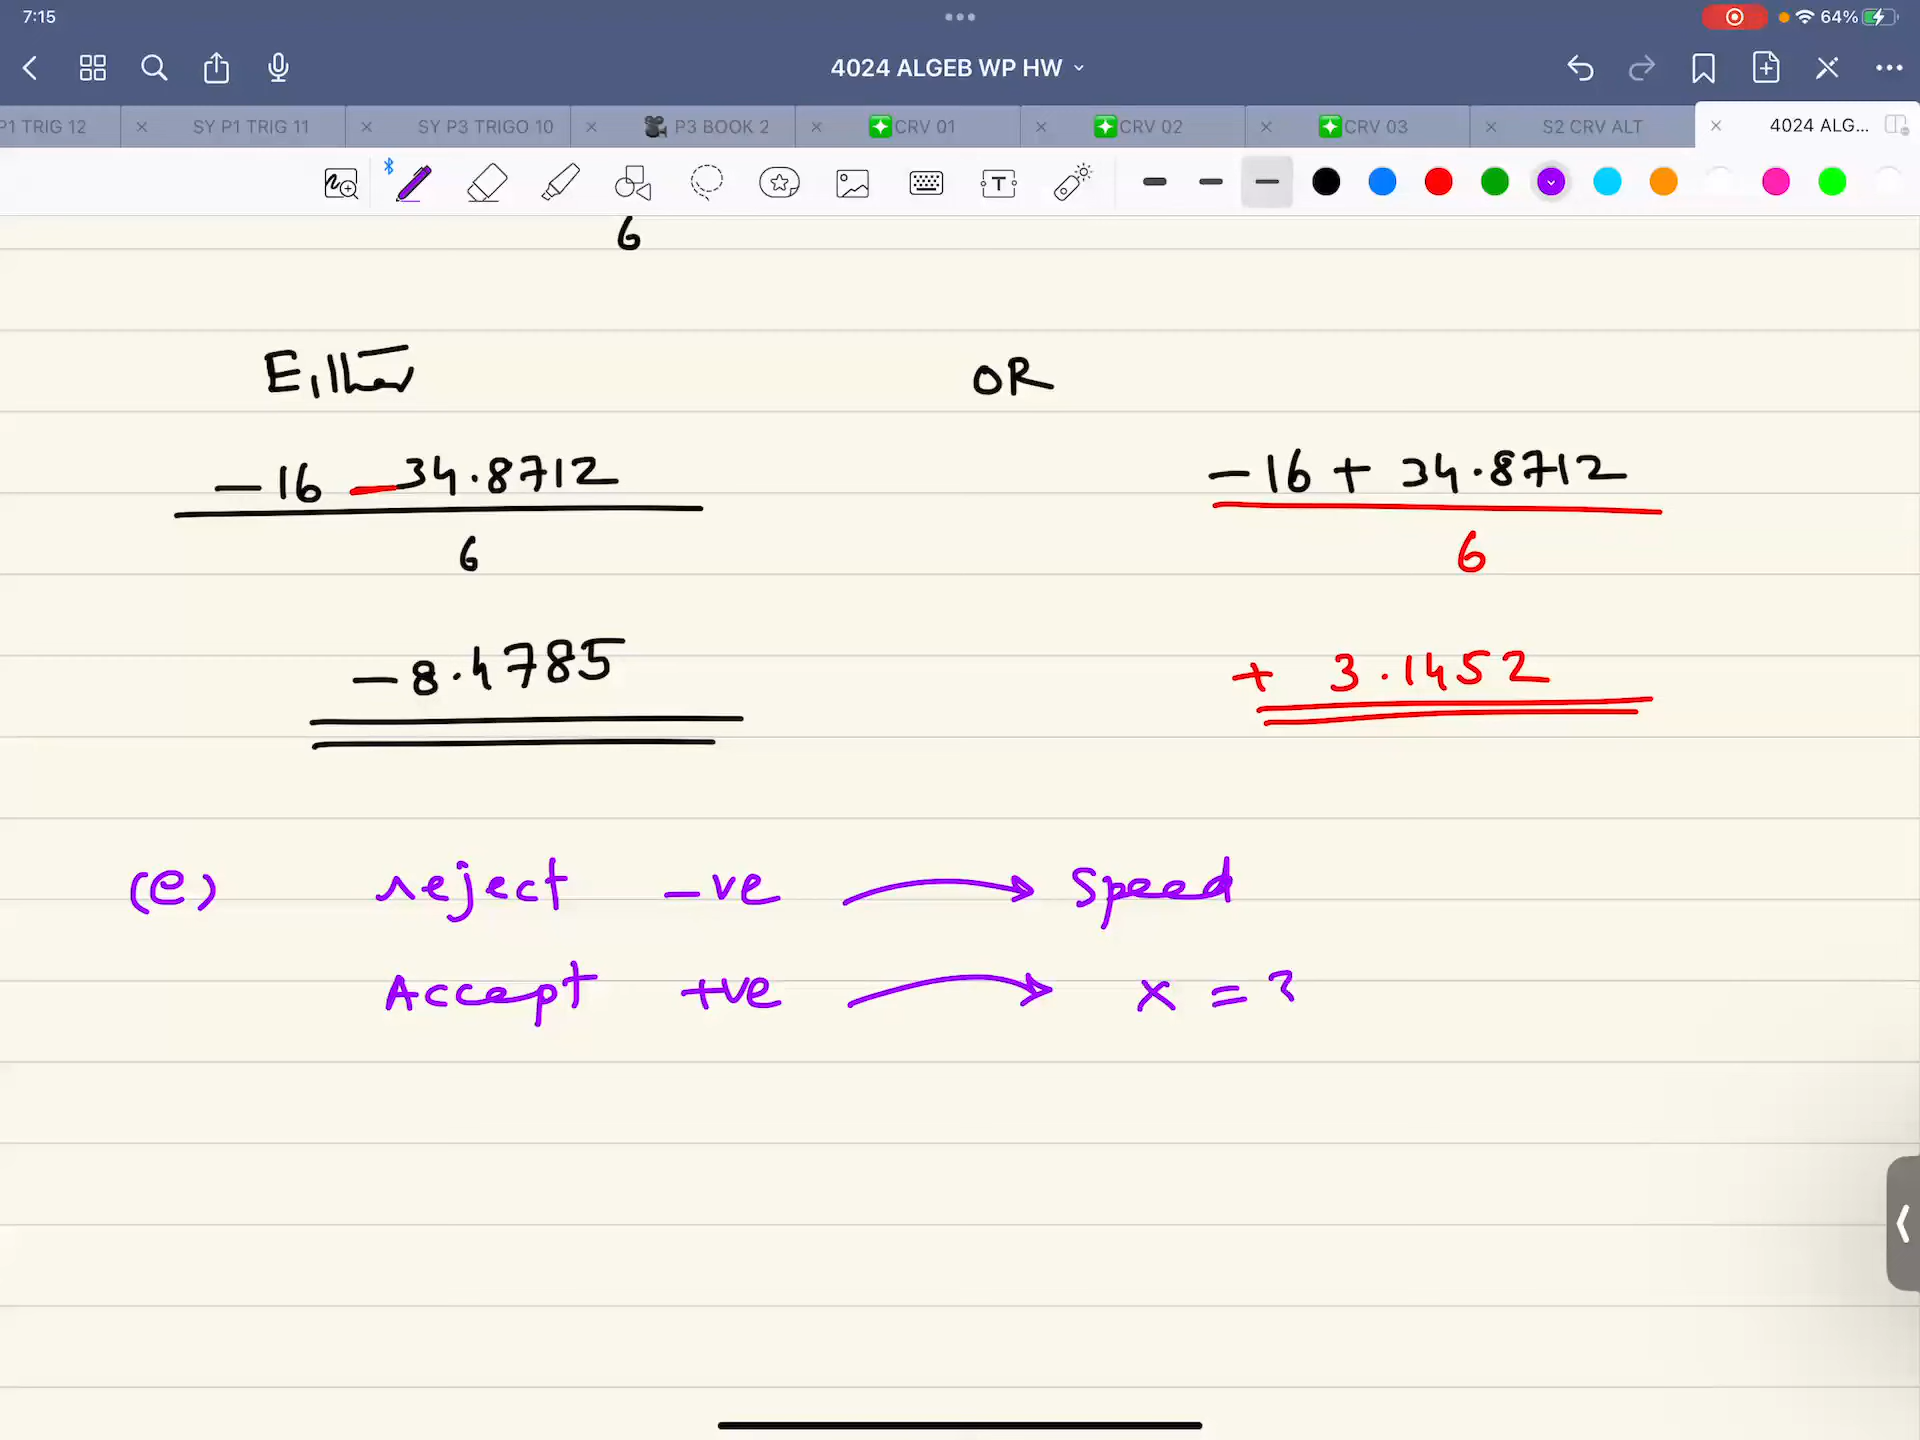 7:15
64%
4024 ALGEB WP HW
P1 TRIG 12
SY P1 TRIG 11
SY P3 TRIGO 10
P3 BOOK 2
CRV 01
CRV 02
CRV 03
S2 CRV ALT
4024 ALG...
6
Either OR
-16 - 34.8712 -16 + 34.8712
6 6
-8.4785 + 3.1452
(e) reject -ve → Speed
Accept +ve → x = ?